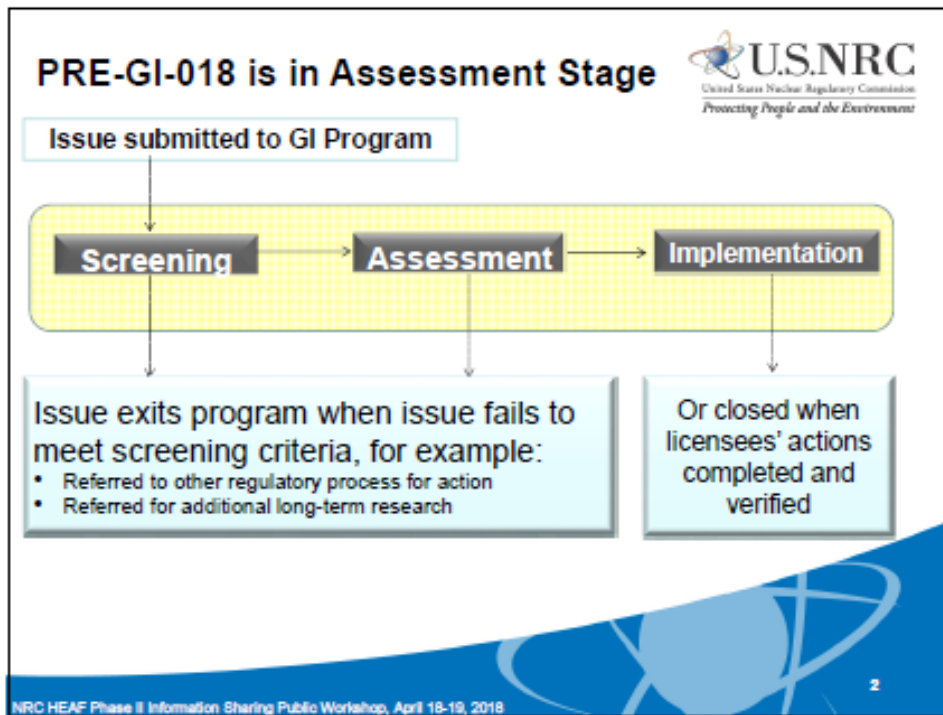 PRE-GI-018 is in Assessment Stage
U.S.NRC
United States Nuclear Regulatory Commission
Protecting People and the Environment
Issue submitted to GI Program
Screening
Assessment
Implementation
Issue exits program when issue fails to
meet screening criteria, for example:
• Referred to other regulatory process for action
• Referred for additional long-term research
Or closed when
licensees' actions
completed and
verified
2
NRC HEAF Phase II Information Sharing Public Workshop, April 18-19, 2018